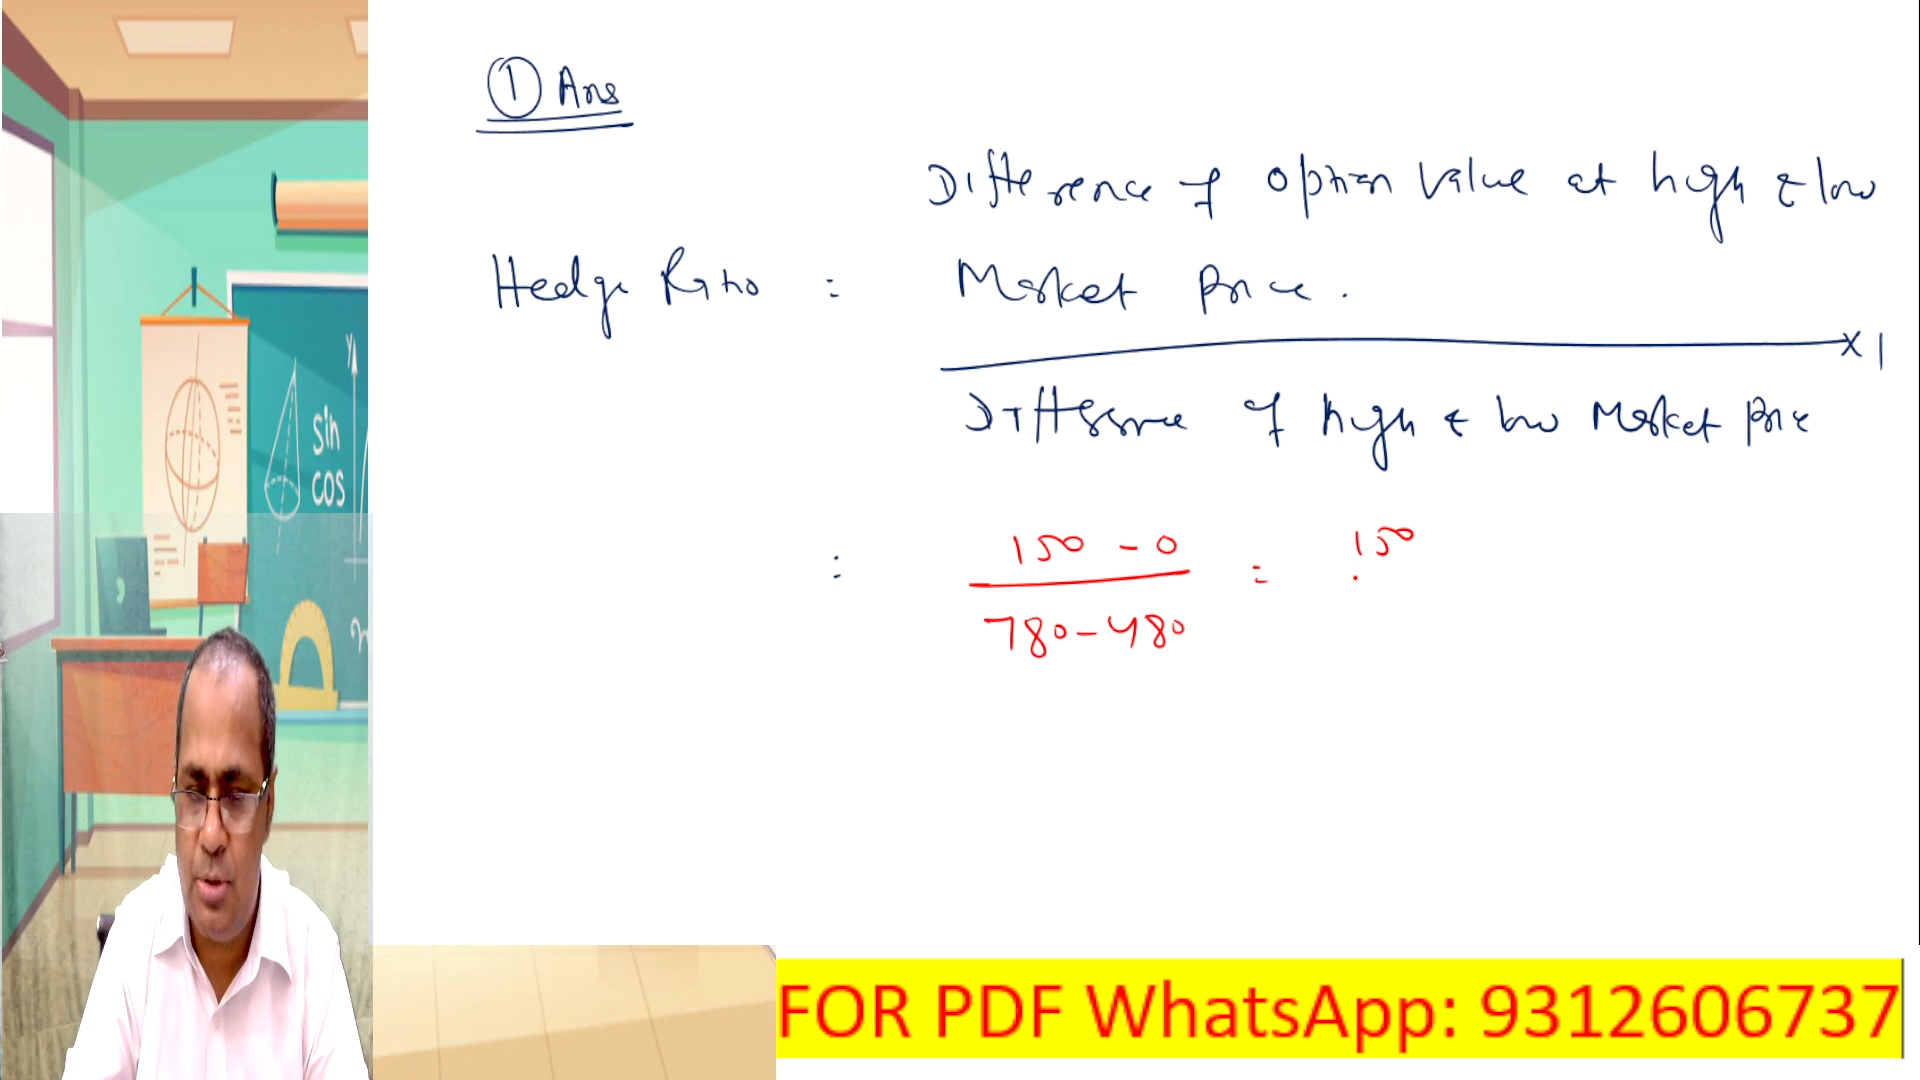 ① Ans
Difference of option value at high & low
Hedge Ratio : Market Price.
× 1
Difference of high & low Market Price
: 150 - 0 = 150
780-480
sin
cos
y
FOR PDF WhatsApp: 9312606737